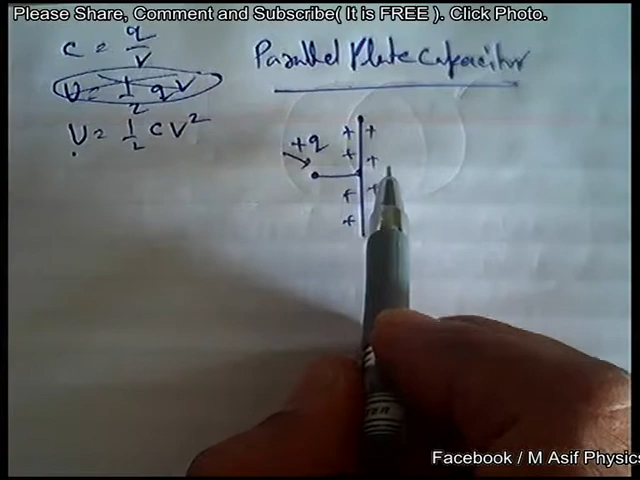 Please Share, Comment and Subscribe( It is FREE ). Click Photo.
c = q/v
Parallel Plate Capacitor
U = 1/2 qv
U = 1/2 cv²
+q
+ +
+ +
+ +
+
TER
Facebook / M Asif Physics